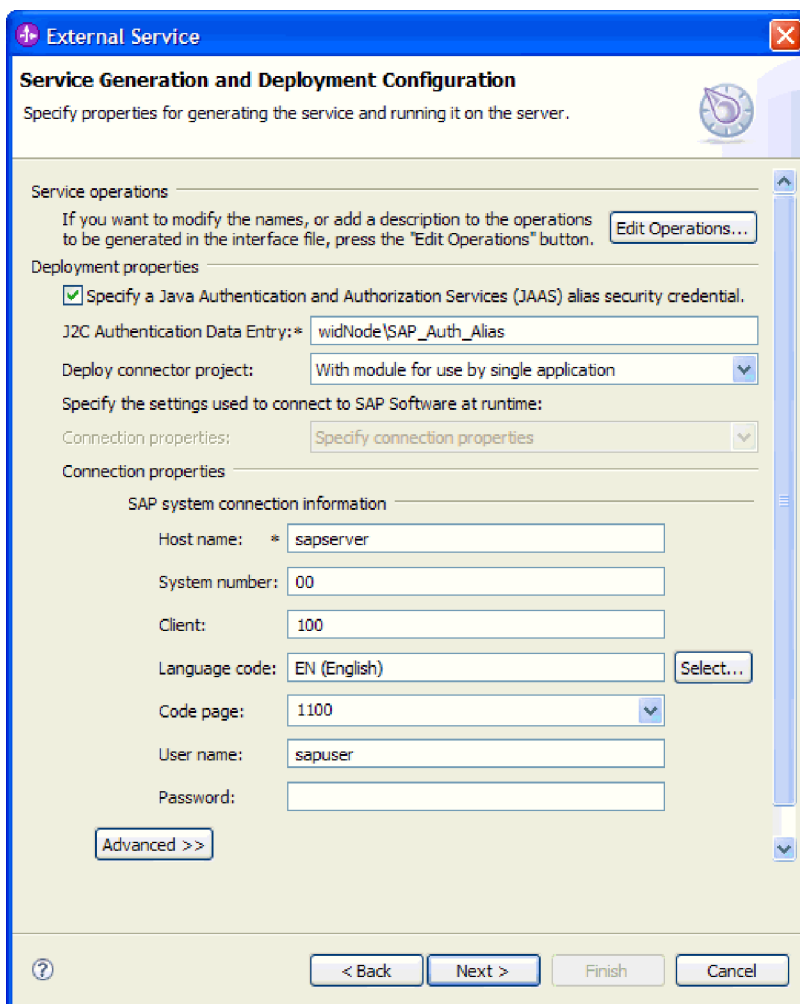 External Service
Service Generation and Deployment Configuration
Specify properties for generating the service and running it on the server.
Service operations
If you want to modify the names, or add a description to the operations
to be generated in the interface file, press the "Edit Operations" button.
Edit Operations...
Deployment properties
Specify a Java Authentication and Authorization Services (JAAS) alias security credential.
J2C Authentication Data Entry:* widNode\SAP_Auth_Alias
Deploy connector project: With module for use by single application
Specify the settings used to connect to SAP Software at runtime:
Connection properties: Specify connection properties
Connection properties
SAP system connection information
Host name: * sapserver
System number: 00
Client: 100
Language code: EN (English) Select...
Code page: 1100
User name: sapuser
Password:
Advanced >>
? < Back Next > Finish Cancel